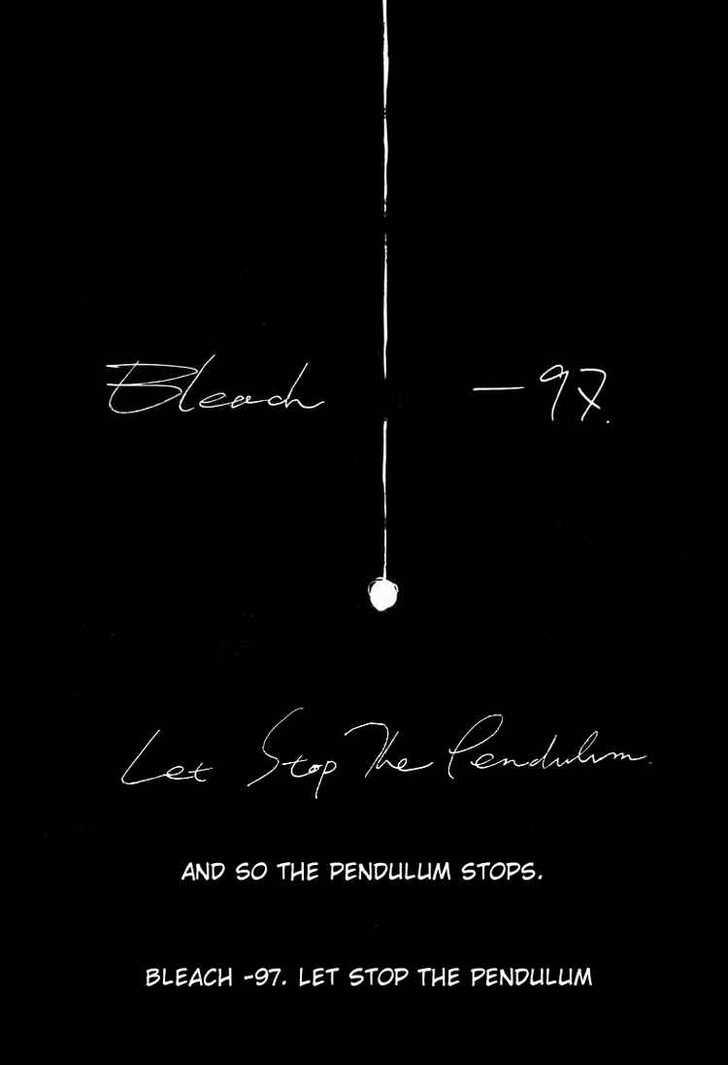 Bleach -97.
Let Stop The Pendulum.
AND SO THE PENDULUM STOPS.
BLEACH -97. LET STOP THE PENDULUM